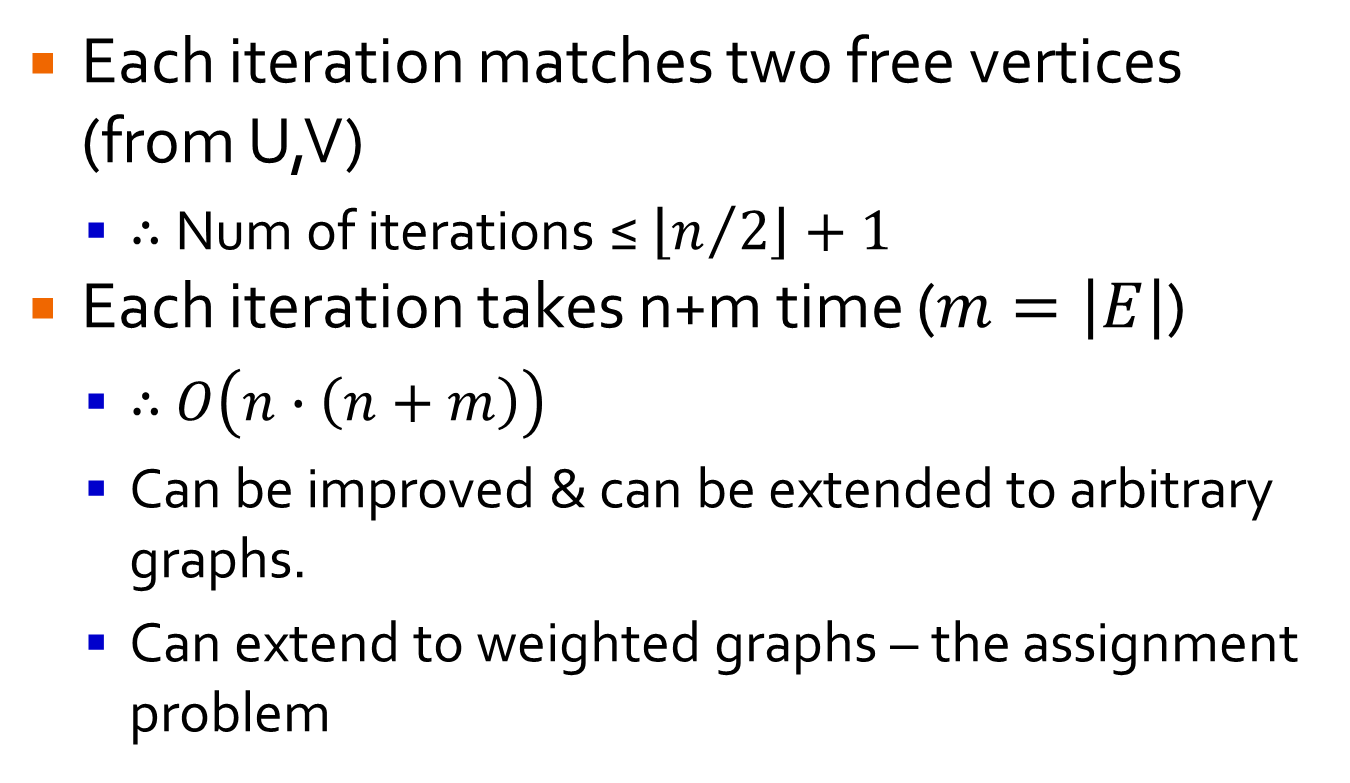 Each iteration matches two free vertices
(from U,V)
∴ Num of iterations ≤ ⌊𝑛/2⌋ + 1
Each iteration takes n+m time (𝑚 = |𝐸|)
∴ 𝑂(𝑛 · (𝑛 + 𝑚))
Can be improved & can be extended to arbitrary
graphs.
Can extend to weighted graphs – the assignment
problem